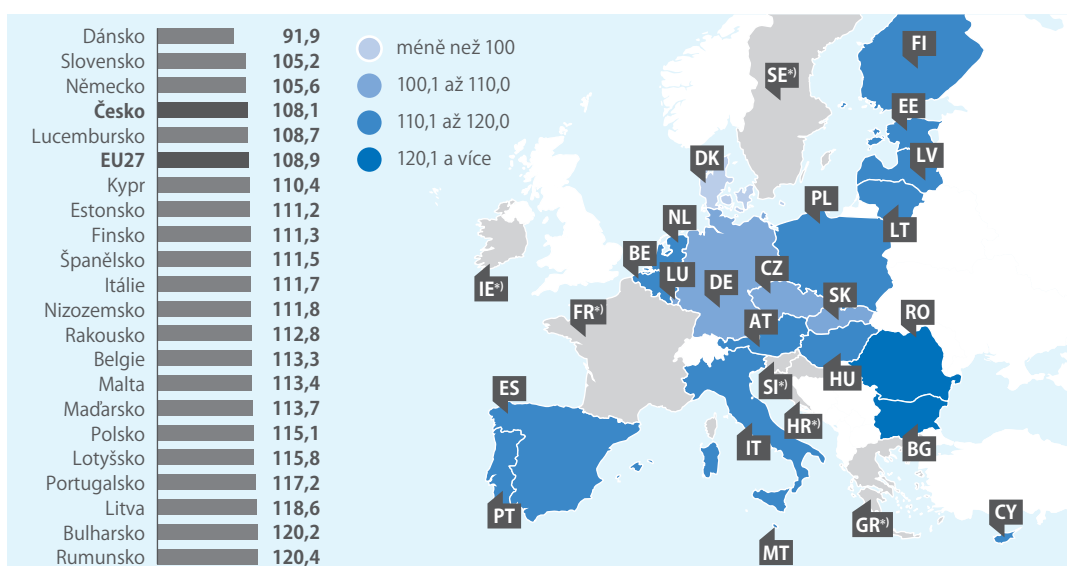 Dánsko 91,9
Slovensko 105,2
Německo 105,6
Česko 108,1
Lucembursko 108,7
EU27 108,9
Kypr 110,4
Estonsko 111,2
Finsko 111,3
Španělsko 111,5
Itálie 111,7
Nizozemsko 111,8
Rakousko 112,8
Belgie 113,3
Malta 113,4
Maďarsko 113,7
Polsko 115,1
Lotyšsko 115,8
Portugalsko 117,2
Litva 118,6
Bulharsko 120,2
Rumunsko 120,4
méně než 100
100,1 až 110,0
110,1 až 120,0
120,1 a více
FI
SE*)
EE
DK
LV
PL
NL
LT
BE
IE*)
LU
DE
CZ
SK
FR*)
AT
RO
ES
SI*)
HU
HR*)
IT
BG
PT
GR*)
CY
MT